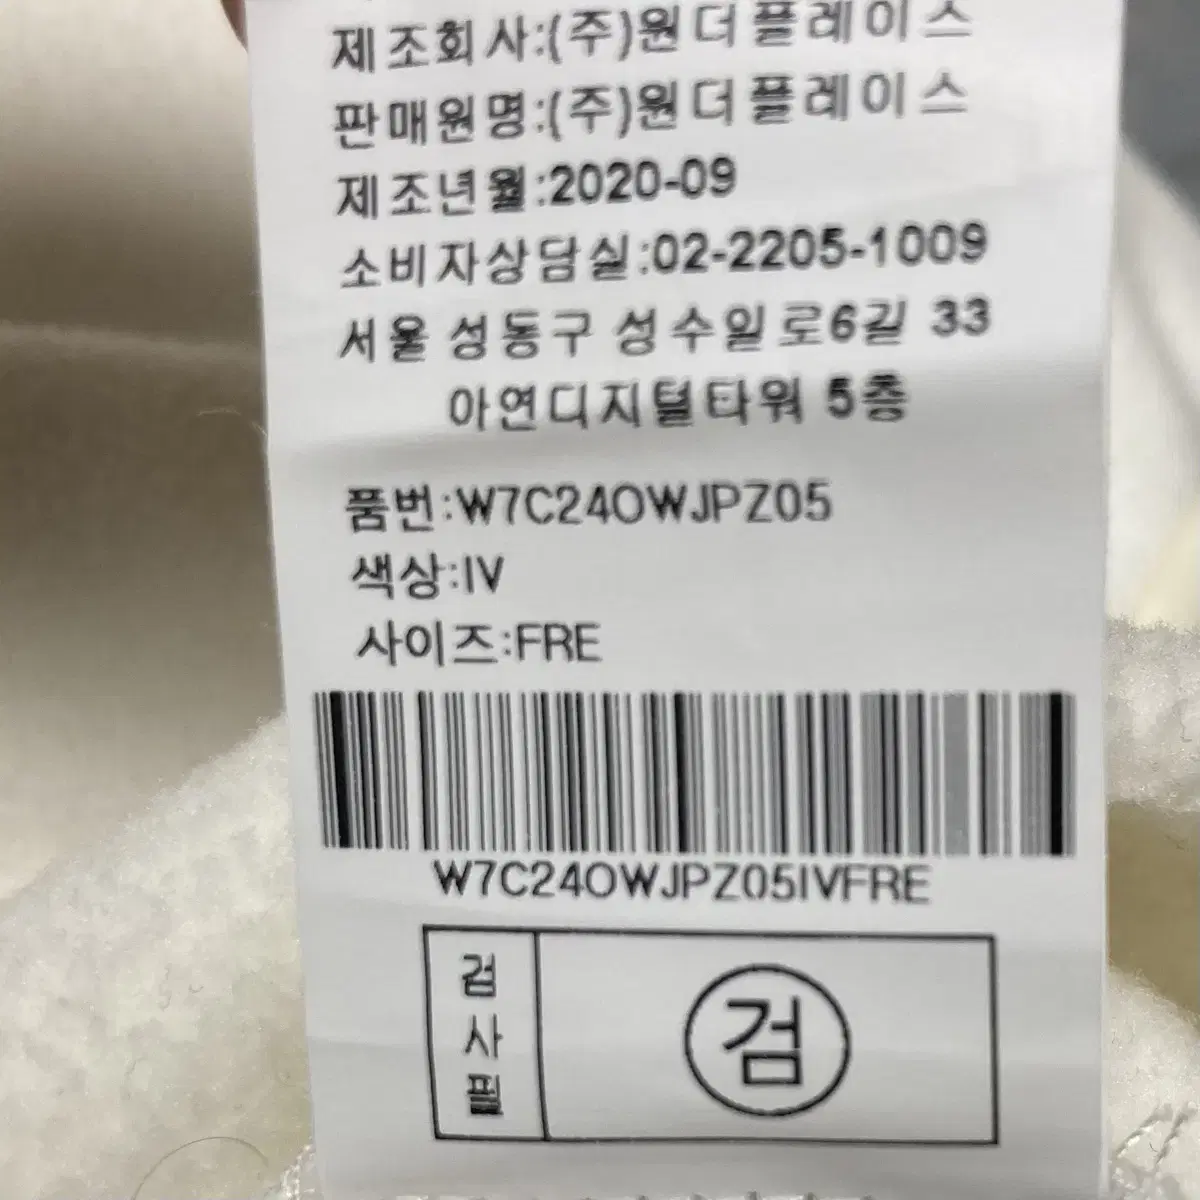 제조회사:(주)원더플레이스
판매원명:(주)원더플레이스
제조년월:2020-09
소비자상담실:02-2205-1009
서울 성동구 성수일로6길 33
아연디지털타워 5층
품번:W7C24OWJPZ05
색상:IV
사이즈:FRE
W7C24OWJPZ05IVFRE
검사필
검